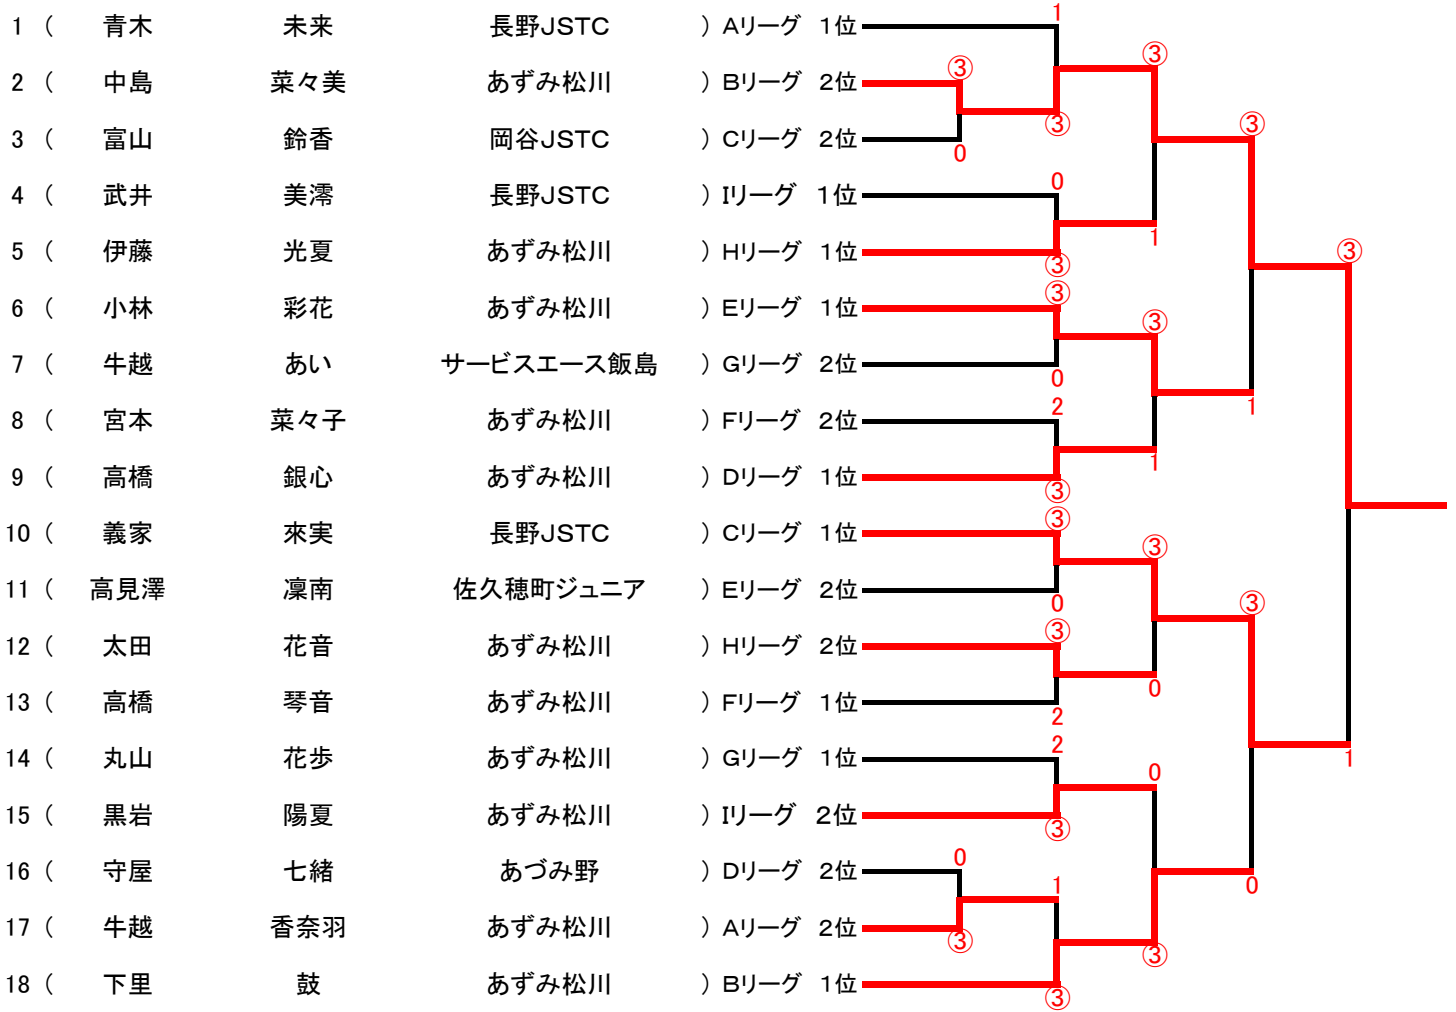 1
1 ( 青木 未来 長野JSTC ) Aリーグ 1位
③
2 ( 中島 菜々美 あずみ松川 ) Bリーグ 2位 ③
③ ③
3 ( 富山 鈴香 岡谷JSTC ) Cリーグ 2位
0
0
4 ( 武井 美澪 長野JSTC ) Iリーグ 1位
1
5 ( 伊藤 光夏 あずみ松川 ) Hリーグ 1位 ③
③
③
6 ( 小林 彩花 あずみ松川 ) Eリーグ 1位
③
7 ( 牛越 あい サービスエース飯島 ) Gリーグ 2位
0
2 1
8 ( 宮本 菜々子 あずみ松川 ) Fリーグ 2位
1
9 ( 高橋 銀心 あずみ松川 ) Dリーグ 1位
③
③
10 ( 義家 來実 長野JSTC ) Cリーグ 1位
③
11 ( 高見澤 凜南 佐久穂町ジュニア ) Eリーグ 2位
0 ③
③
12 ( 太田 花音 あずみ松川 ) Hリーグ 2位
0
13 ( 高橋 琴音 あずみ松川 ) Fリーグ 1位
2
2
14 ( 丸山 花歩 あずみ松川 ) Gリーグ 1位 1
0
15 ( 黒岩 陽夏 あずみ松川 ) Iリーグ 2位
③
0
16 ( 守屋 七緒 あづみ野 ) Dリーグ 2位
1 0
17 ( 牛越 香奈羽 あずみ松川 ) Aリーグ 2位
③
③
18 ( 下里 鼓 あずみ松川 ) Bリーグ 1位
③